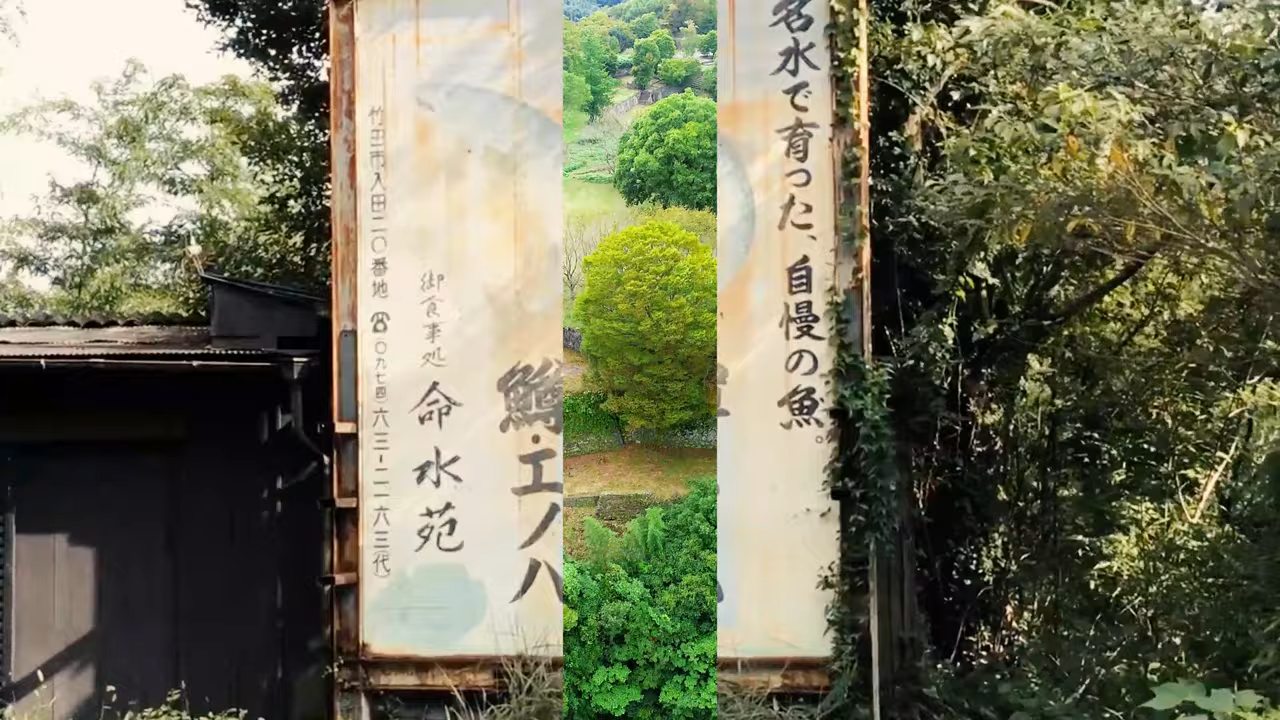 名水で育った、自慢の魚。
鱒・エノハ
御食事処
命水苑
竹田市入田二〇番地 ☎(〇九七四)六三ー二一六三(代)